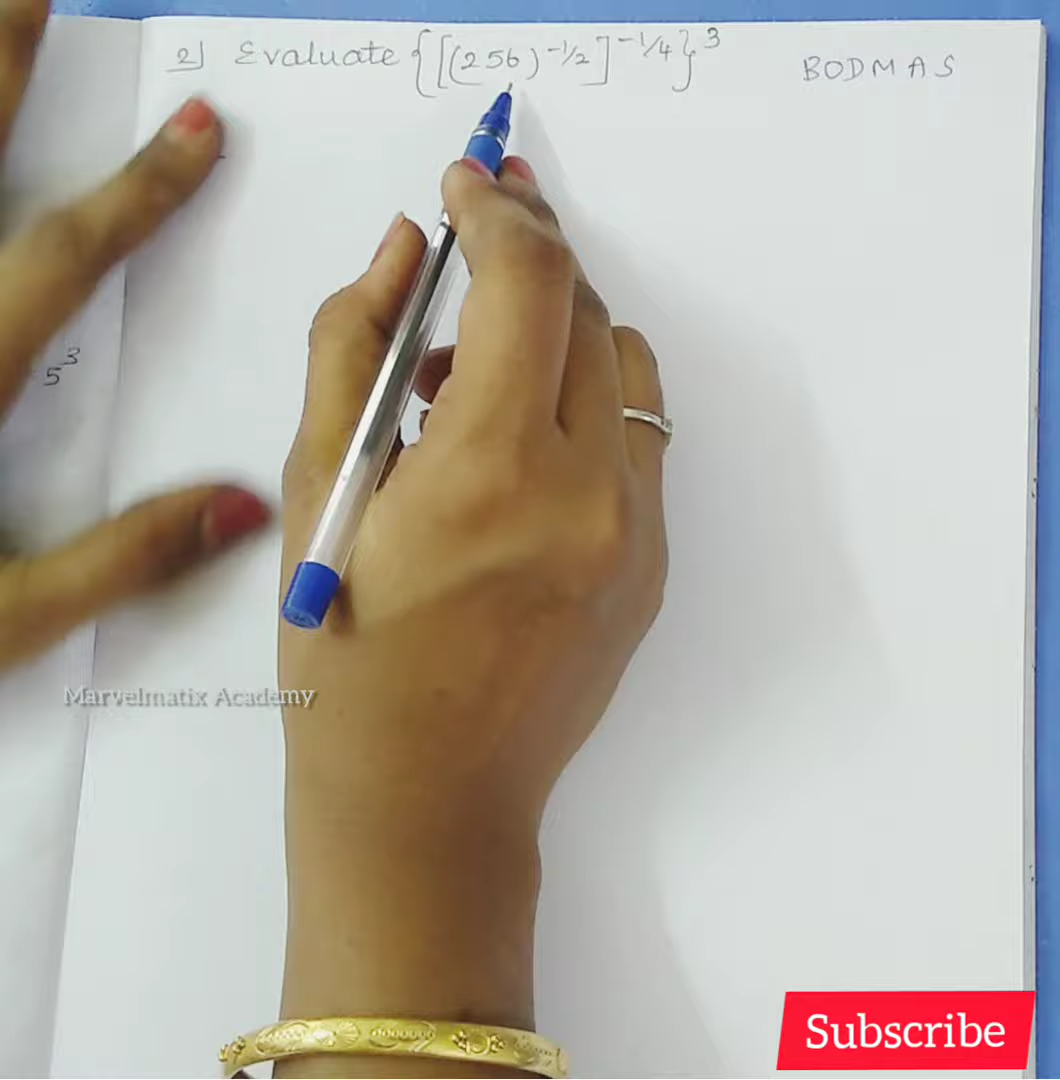 2) Evaluate {[(256)^-1/2]^-1/4}^3
BODMAS
5^3
Marvelmatix Academy
Subscribe